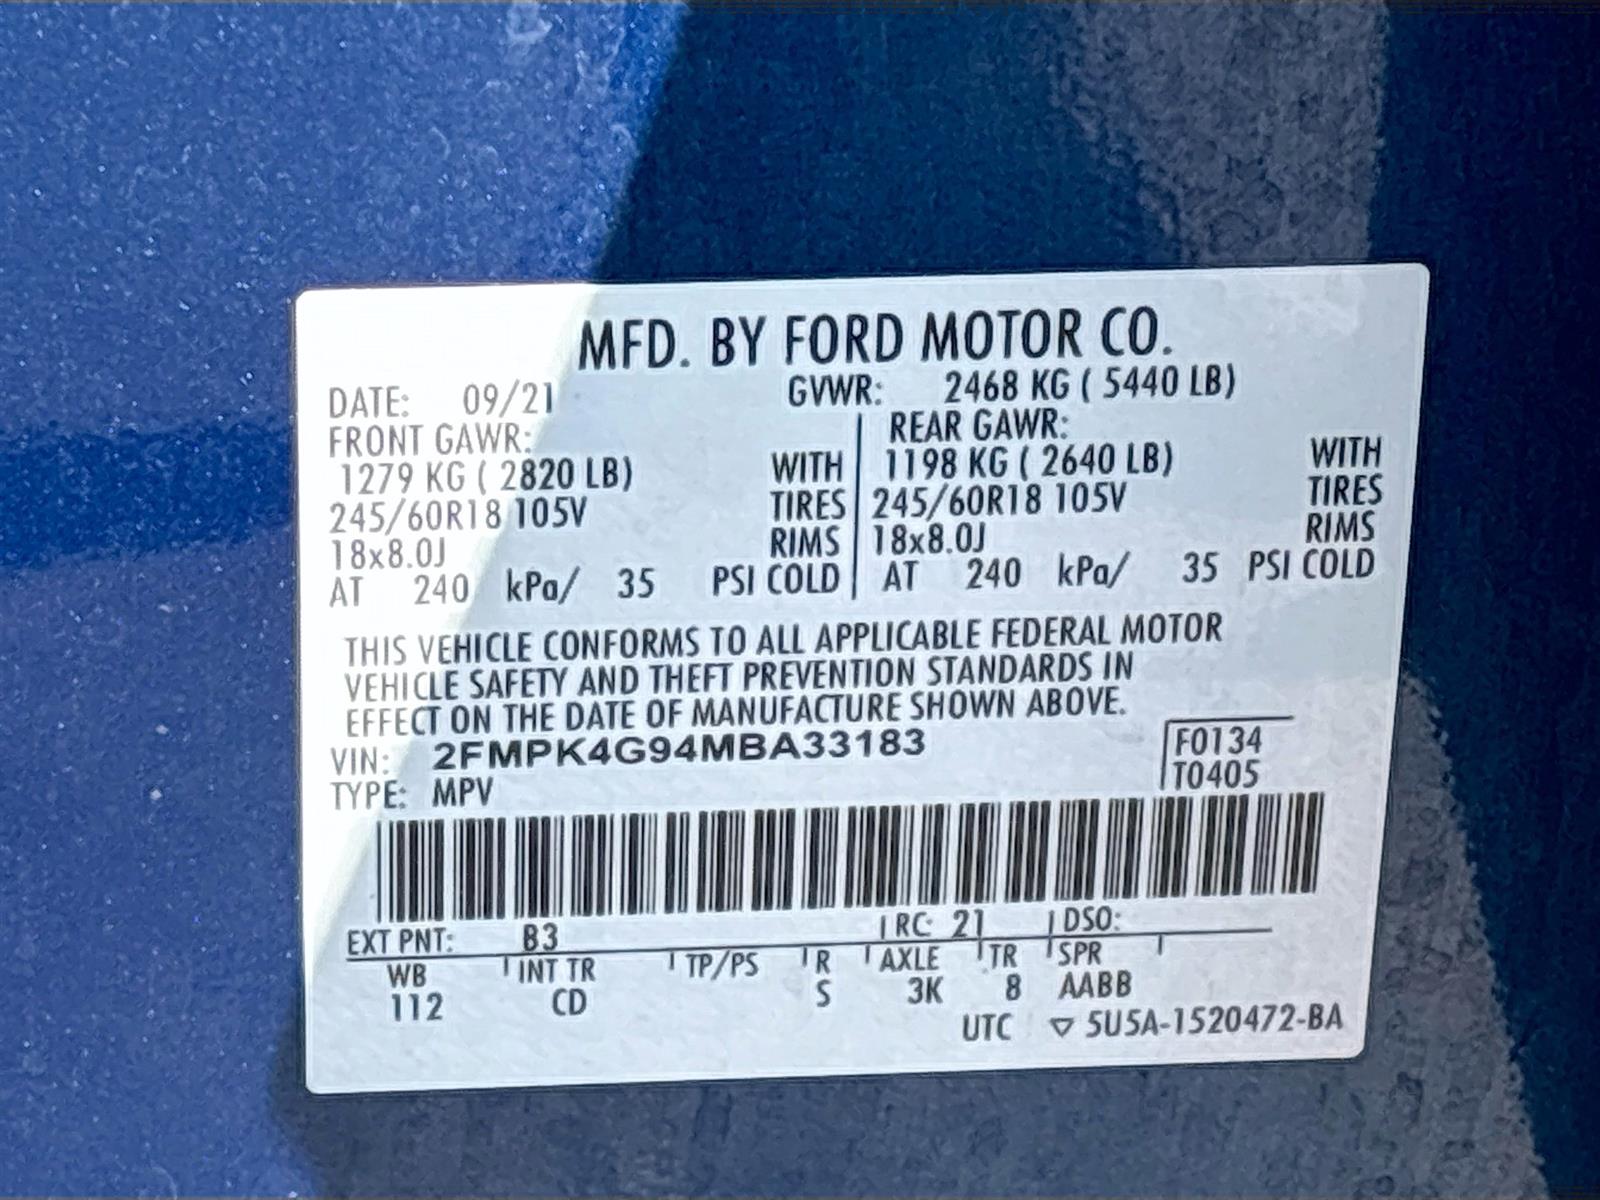 MFD. BY FORD MOTOR CO.
DATE: 09/21 GVWR: 2468 KG ( 5440 LB)
FRONT GAWR: REAR GAWR:
1279 KG ( 2820 LB) WITH 1198 KG ( 2640 LB) WITH
245/60R18 105V TIRES 245/60R18 105V TIRES
18x8.0J RIMS 18x8.0J RIMS
AT 240 kPa/ 35 PSI COLD AT 240 kPa/ 35 PSI COLD
THIS VEHICLE CONFORMS TO ALL APPLICABLE FEDERAL MOTOR
VEHICLE SAFETY AND THEFT PREVENTION STANDARDS IN
EFFECT ON THE DATE OF MANUFACTURE SHOWN ABOVE.
VIN: 2FMPK4G94MBA33183 F0134
TYPE: MPV T0405
EXT PNT: B3 RC: 21 DSO:
WB INT TR TP/PS R AXLE TR SPR
112 CD S 3K 8 AABB
UTC ▽ 5U5A-1520472-BA